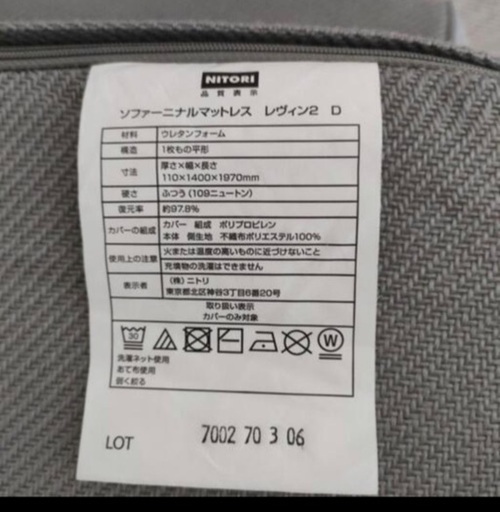 NITORI
品質表示
ソファーニナルマットレス レヴィン2 D
材料 ウレタンフォーム
構造 1枚もの平形
寸法 厚さ×幅×長さ
110×1400×1970mm
硬さ ふつう(109ニュートン)
復元率 約97.8%
カバーの組成 カバー 組成 ポリプロピレン
本体 側生地 不織布ポリエステル100%
使用上の注意 火または温度の高いものに近づけないこと
充填物の洗濯はできません
表示者 (株)ニトリ
東京都北区神谷3丁目6番20号
取り扱い表示
カバーのみ対象
30 W
洗濯ネット使用
あて布使用
弱く絞る
LOT 7002 70 3 06